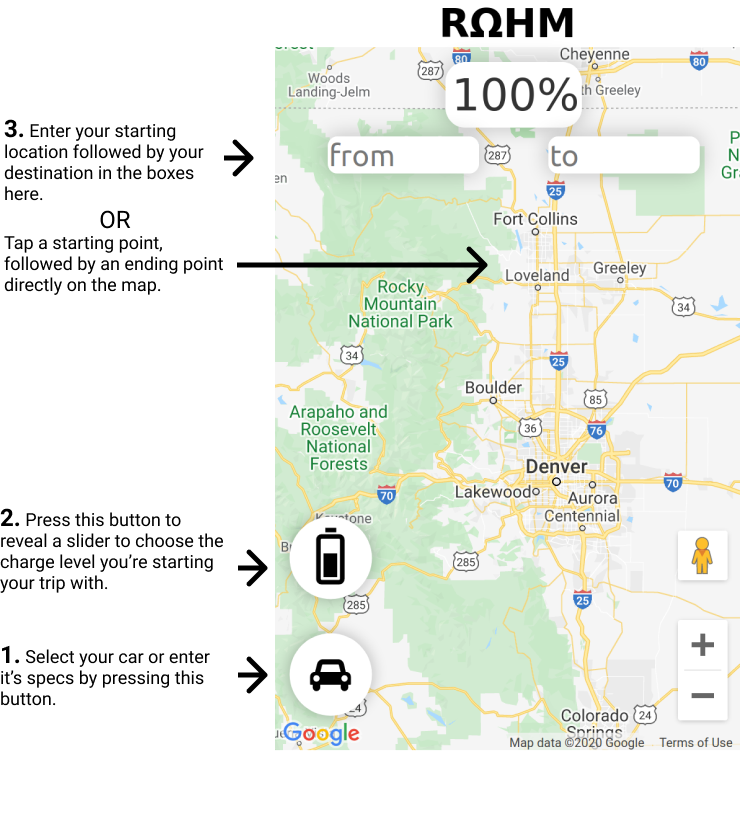 RΩHM
80
Cheyenne
80
287
Woods
Landing-Jelm
100%
th Greeley
3. Enter your starting
location followed by your
destination in the boxes
here.
from
287
to
25
en
OR
Tap a starting point,
followed by an ending point
directly on the map.
Fort Collins
Loveland
Greeley
Rocky
Mountain
National Park
34
34
25
Boulder
85
Arapaho and
Roosevelt
National
Forests
36
76
Denver
70
Lakewood
70
Aurora
Centennial
2. Press this button to
reveal a slider to choose the
charge level you’re starting
your trip with.
285
25
285
1. Select your car or enter
it’s specs by pressing this
button.
+
−
Colorado
Springs
24
Google
Map data ©2020 Google
Terms of Use